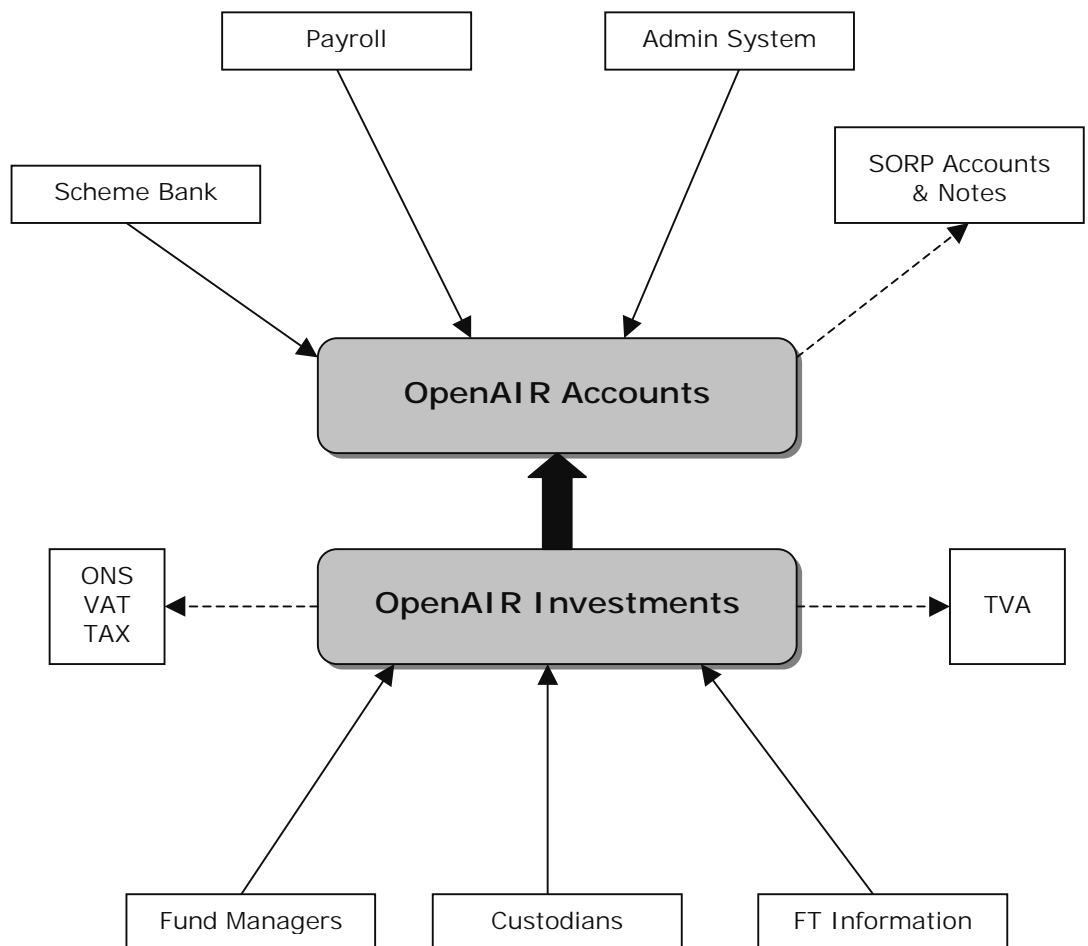 Payroll
Admin System
SORP Accounts
& Notes
Scheme Bank
OpenAIR Accounts
ONS
VAT
TAX
OpenAIR Investments
TVA
Fund Managers
Custodians
FT Information